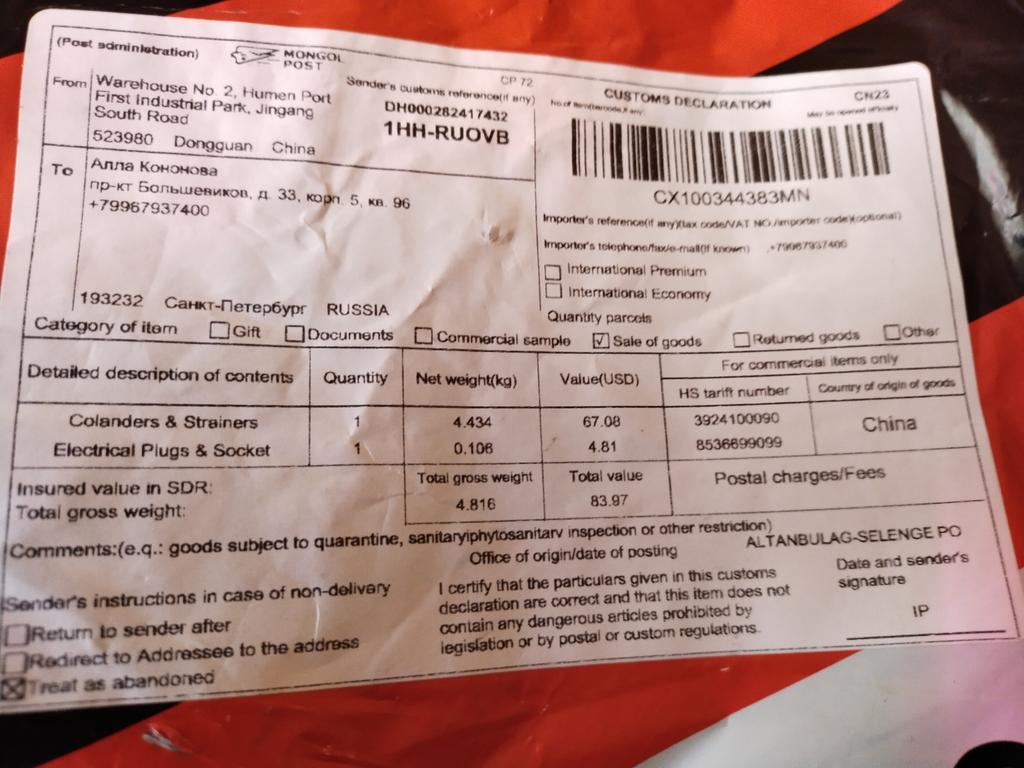 (Post administration)
MONGOL
POST
From
Warehouse No. 2, Humen Port
First Industrial Park, Jingang
South Road
523980 Dongguan China
CP 72
Sender's customs reference(if any)
DH000282417432
1HH-RUOVB
CUSTOMS DECLARATION
CN23
No.of item(barcode,if any)
May be opened officially
CX100344383MN
To
Алла Кононова
пр-кт Большевиков, д. 33, корп. 5, кв. 96
+79967937400
193232 Санкт-Петербург RUSSIA
Importer's reference(if any)(tax code/VAT NO./importer code)(optional)
Importer's telephone/fax/e-mail(if known) .+79967937400
International Premium
International Economy
Quantity parcels
Category of item Gift Documents Commercial sample Sale of goods Returned goods Other
Detailed description of contents Quantity Net weight(kg) Value(USD)
For commercial items only
HS tarift number Country of origin of goods
Colanders & Strainers 1 4.434 67.08 3924100090
China
Electrical Plugs & Socket 1 0.106 4.81 8536699099
Insured value in SDR:
Total gross weight:
Total gross weight Total value
4.816 83.97
Postal charges/Fees
Comments:(e.q.: goods subject to quarantine, sanitaryiphytosanitarv inspection or other restriction)
Office of origin/date of posting
ALTANBULAG-SELENGE PO
Sender's instructions in case of non-delivery
Return to sender after
Redirect to Addressee to the address
Treat as abandoned
I certify that the particulars given in this customs
declaration are correct and that this item does not
contain any dangerous articles prohibited by
legislation or by postal or custom regulations.
Date and sender's
signature
IP